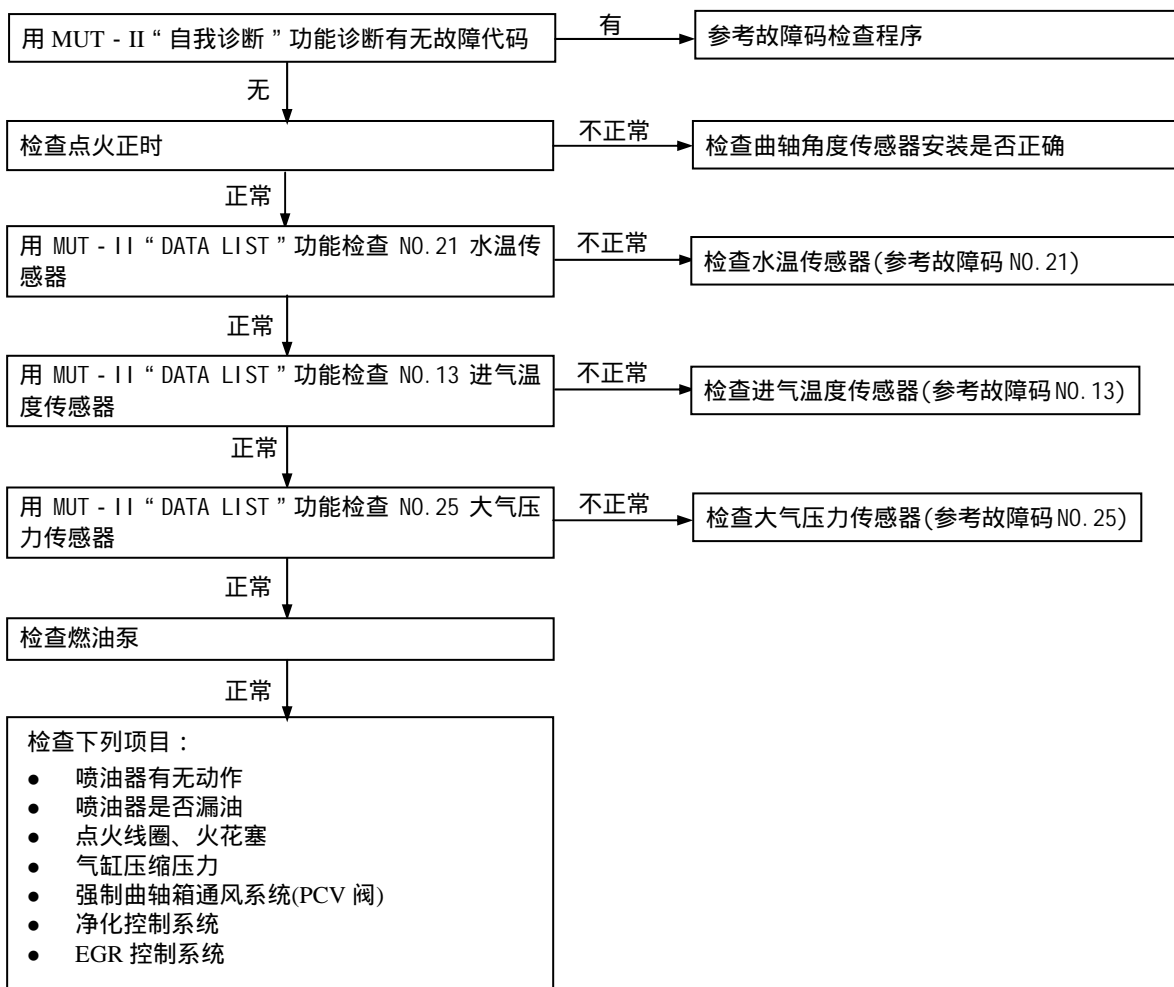 用 MUT - II “ 自我诊断 ” 功能诊断有无故障代码
有
参考故障码检查程序
无
检查点火正时
不正常
检查曲轴角度传感器安装是否正确
正常
用 MUT - II “ DATA LIST ” 功能检查 NO.21 水温传
感器
不正常
检查水温传感器(参考故障码 NO.21)
正常
用 MUT - II “ DATA LIST ” 功能检查 NO.13 进气温
度传感器
不正常
检查进气温度传感器(参考故障码 NO.13)
正常
用 MUT - II “ DATA LIST ” 功能检查 NO.25 大气压
力传感器
不正常
检查大气压力传感器(参考故障码 NO.25)
正常
检查燃油泵
正常
检查下列项目：
● 喷油器有无动作
● 喷油器是否漏油
● 点火线圈、火花塞
● 气缸压缩压力
● 强制曲轴箱通风系统(PCV 阀)
● 净化控制系统
● EGR 控制系统